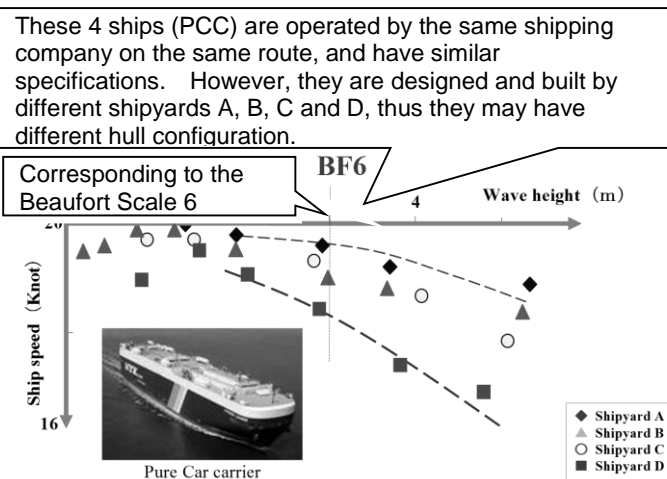 These 4 ships (PCC) are operated by the same shipping
company on the same route, and have similar
specifications. However, they are designed and built by
different shipyards A, B, C and D, thus they may have
different hull configuration.
Corresponding to the
Beaufort Scale 6
BF6
4
Wave height (m)
20
Ship speed (Knot)
16
NYK
Pure Car carrier
Shipyard A
Shipyard B
Shipyard C
Shipyard D